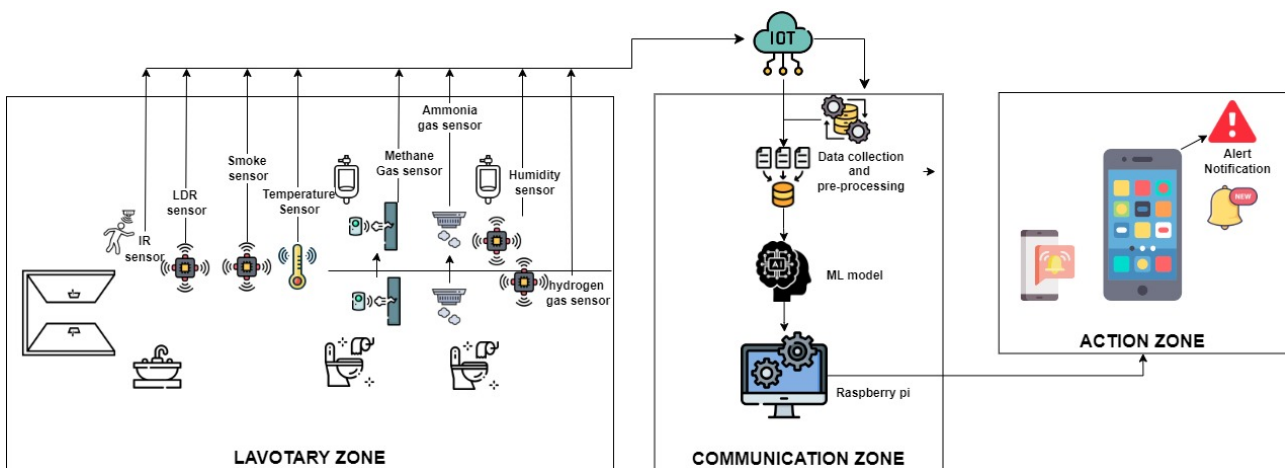 IOT
Ammonia
gas sensor
Smoke
sensor
Methane
Gas sensor
LDR
sensor
Temperature
Sensor
Humidity
sensor
IR
sensor
hydrogen
gas sensor
LAVOTARY ZONE
Data collection
and
pre-processing
AI
ML model
Raspberry pi
COMMUNICATION ZONE
Alert
Notification
NEW
ACTION ZONE